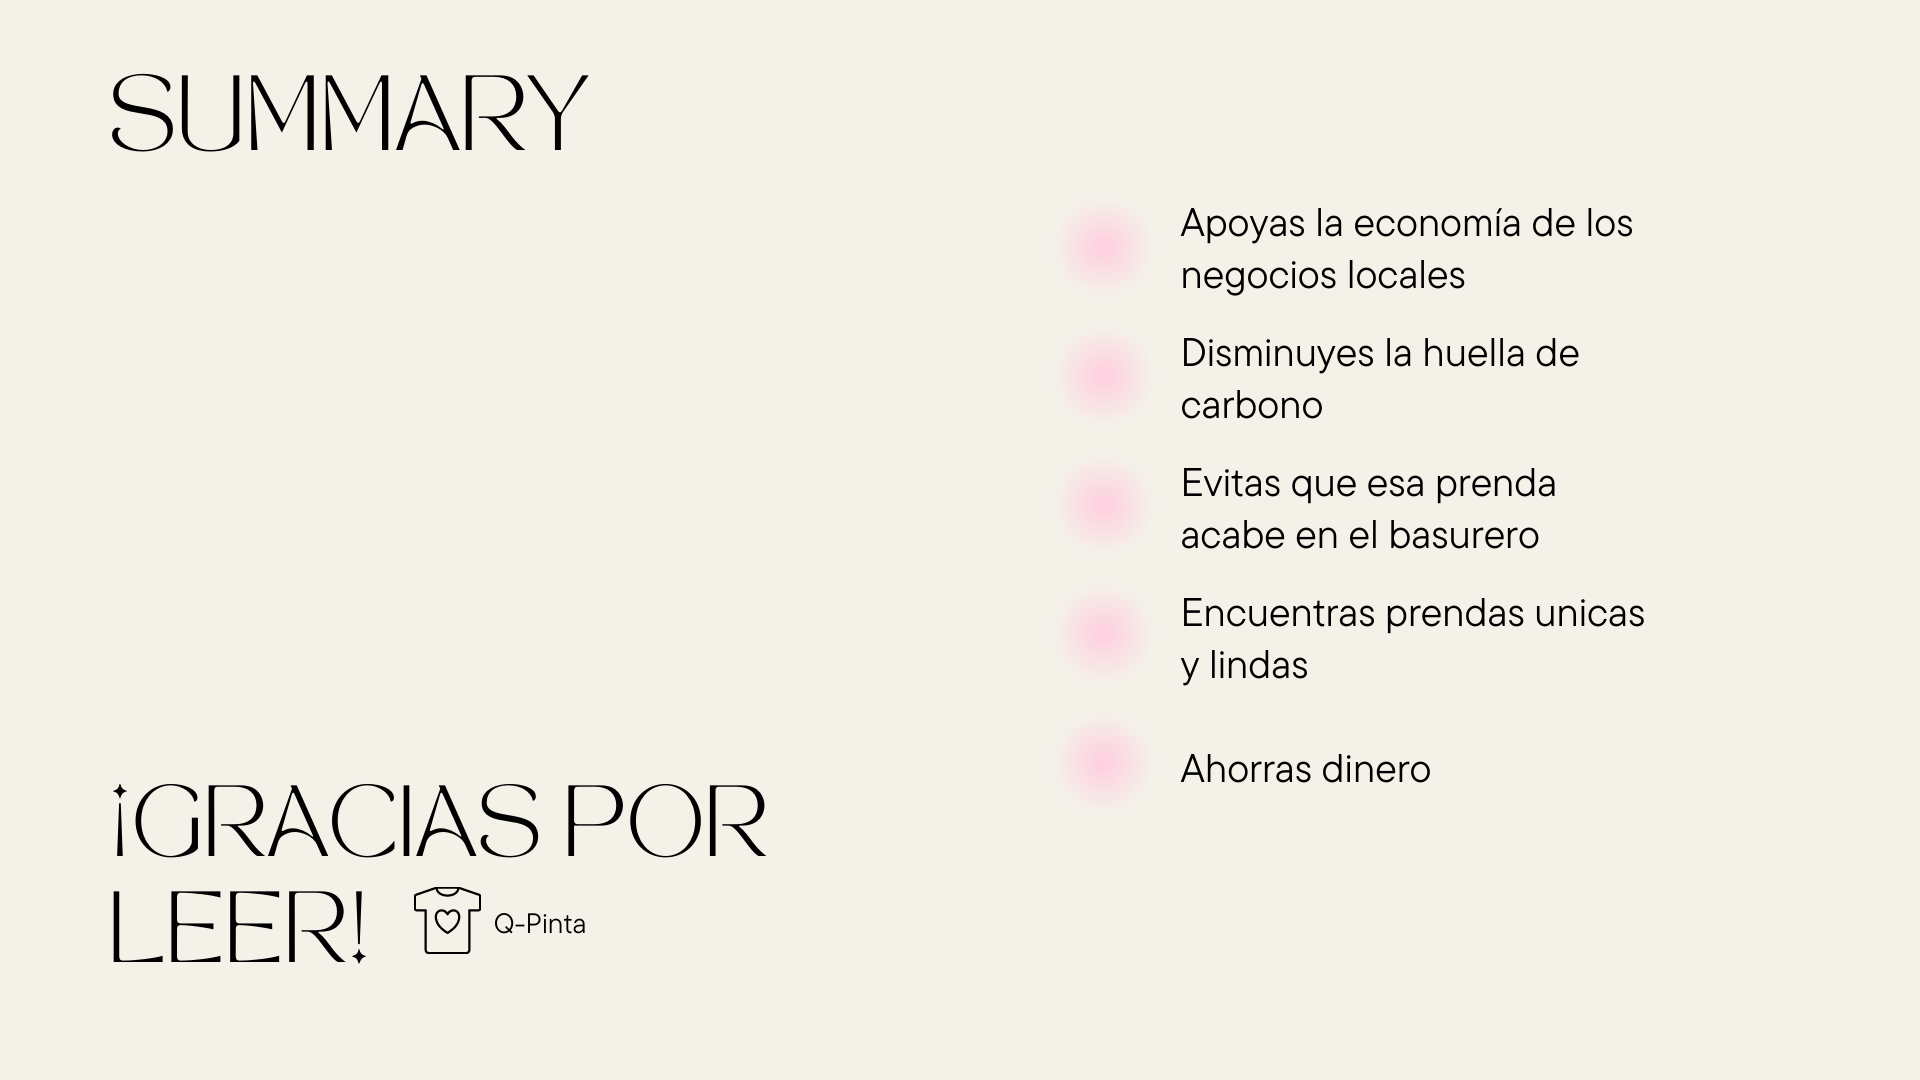 SUMMARY
Apoyas la economía de los
negocios locales
Disminuyes la huella de
carbono
Evitas que esa prenda
acabe en el basurero
Encuentras prendas unicas
y lindas
Ahorras dinero
¡GRACIAS POR
LEER!
Q-Pinta